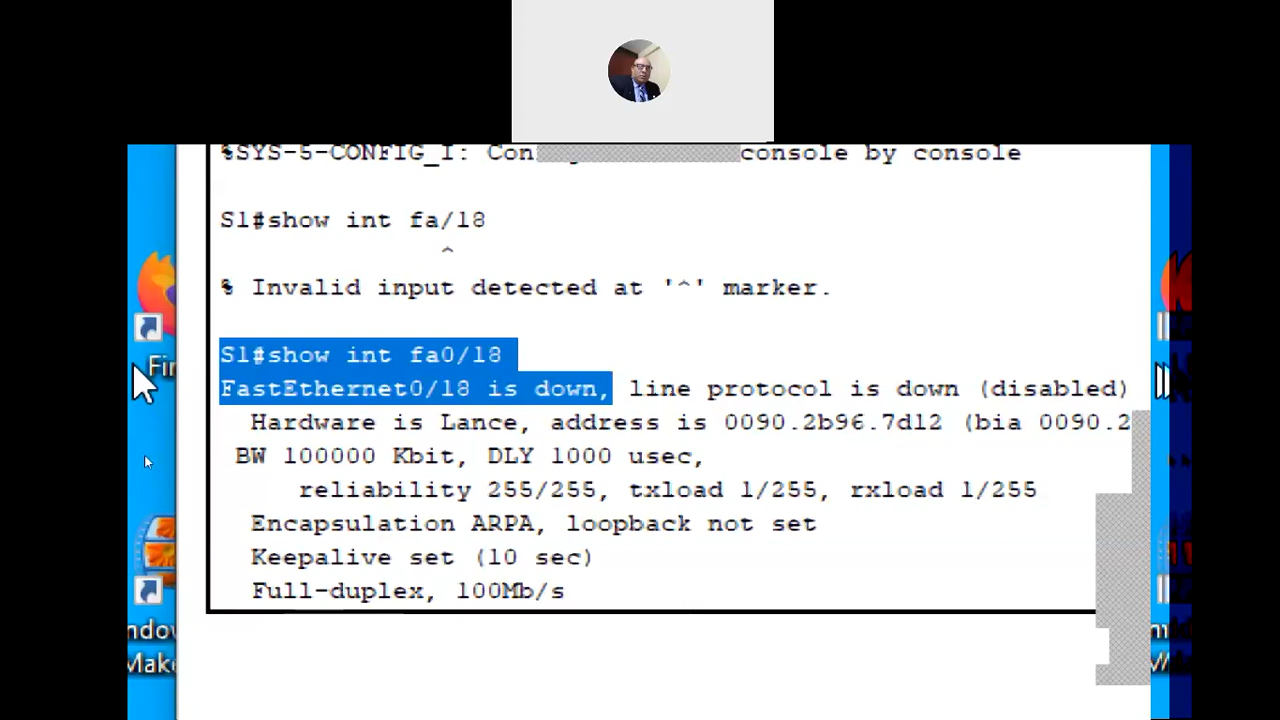 %SYS-5-CONFIG_I: Con console by console
S1#show int fa/18
^
% Invalid input detected at '^' marker.
S1#show int fa0/18
FastEthernet0/18 is down, line protocol is down (disabled)
Hardware is Lance, address is 0090.2b96.7d12 (bia 0090.2
BW 100000 Kbit, DLY 1000 usec,
reliability 255/255, txload 1/255, rxload 1/255
Encapsulation ARPA, loopback not set
Keepalive set (10 sec)
Full-duplex, 100Mb/s
Fir
ndow
Make